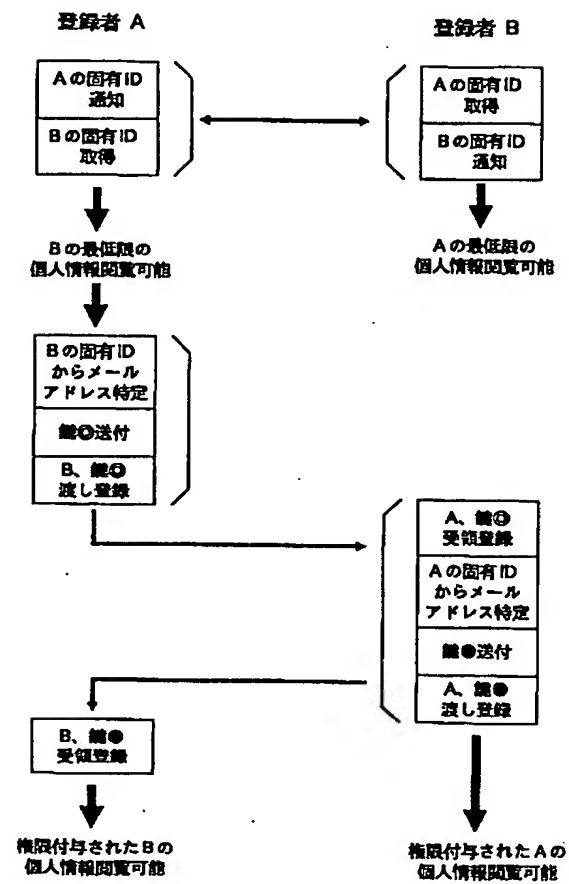 登録者 A
Aの固有ID
通知
Bの固有ID
取得
Bの最低限の
個人情報閲覧可能
Bの固有ID
からメール
アドレス特定
鍵◎送付
B、鍵◎
渡し登録
B、鍵●
受領登録
権限付与されたBの
個人情報閲覧可能
登録者 B
Aの固有ID
取得
Bの固有ID
通知
Aの最低限の
個人情報閲覧可能
A、鍵◎
受領登録
Aの固有ID
からメール
アドレス特定
鍵●送付
A、鍵●
渡し登録
権限付与されたAの
個人情報閲覧可能